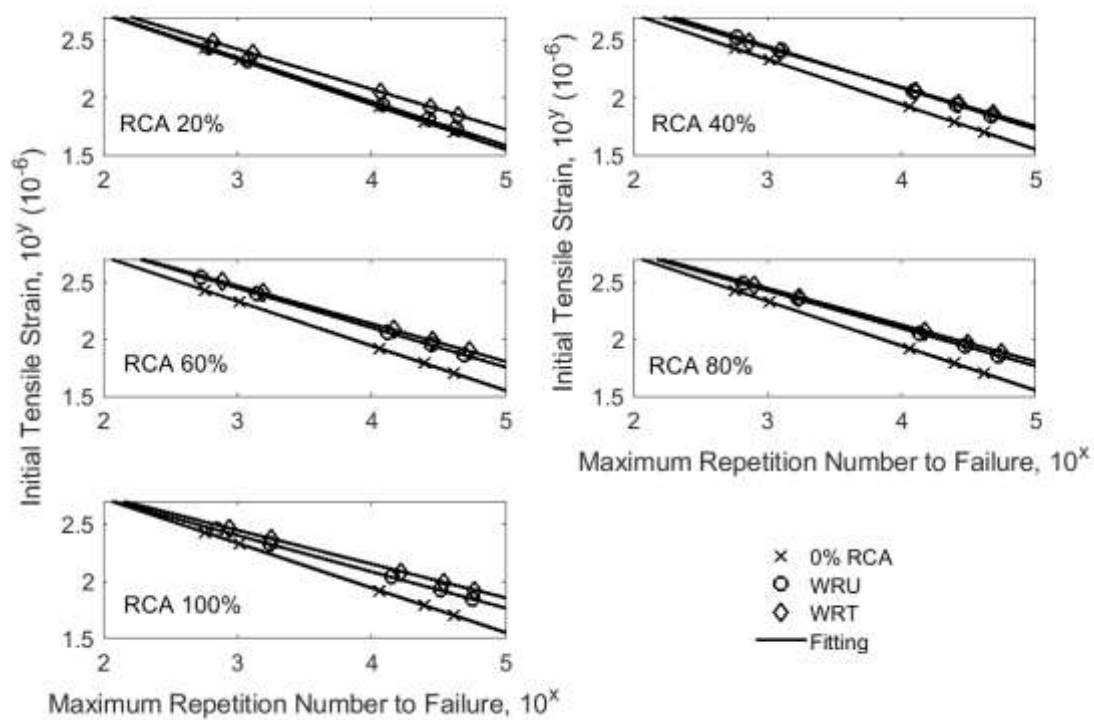 2.5
2
1.5
RCA 20%
2
3
4
5
2.5
2
1.5
RCA 40%
2
3
4
5
2.5
2
1.5
RCA 60%
2
3
4
5
2.5
2
1.5
RCA 80%
2
3
4
5
Initial Tensile Strain, 10^y (10^-6)
Initial Tensile Strain, 10^y (10^-6)
Maximum Repetition Number to Failure, 10^x
2.5
2
1.5
RCA 100%
2
3
4
5
Maximum Repetition Number to Failure, 10^x
0% RCA
WRU
WRT
Fitting